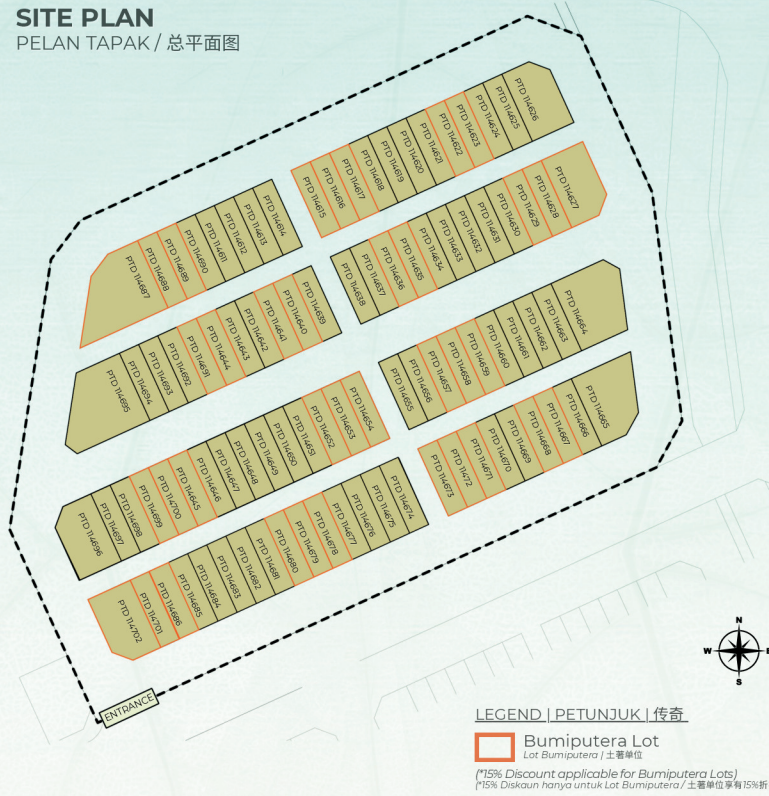 SITE PLAN
PELAN TAPAK / 总平面图
PTD 114615
PTD 114616
PTD 114617
PTD 114618
PTD 114619
PTD 114620
PTD 114621
PTD 114622
PTD 114623
PTD 114624
PTD 114625
PTD 114626
PTD 114687
PTD 114688
PTD 114689
PTD 114690
PTD 114611
PTD 114612
PTD 114613
PTD 114614
PTD 114638
PTD 114637
PTD 114636
PTD 114635
PTD 114634
PTD 114633
PTD 114632
PTD 114631
PTD 114630
PTD 114629
PTD 114628
PTD 114627
PTD 114695
PTD 114694
PTD 114693
PTD 114692
PTD 114691
PTD 114644
PTD 114643
PTD 114642
PTD 114641
PTD 114640
PTD 114639
PTD 114655
PTD 114656
PTD 114657
PTD 114658
PTD 114659
PTD 114660
PTD 114661
PTD 114662
PTD 114663
PTD 114664
PTD 114696
PTD 114697
PTD 114698
PTD 114699
PTD 114700
PTD 114645
PTD 114646
PTD 114647
PTD 114648
PTD 114649
PTD 114650
PTD 114651
PTD 114652
PTD 114653
PTD 114654
PTD 114673
PTD 11472
PTD 114671
PTD 114670
PTD 114669
PTD 114668
PTD 114667
PTD 114666
PTD 114665
PTD 114702
PTD 114701
PTD 114686
PTD 114685
PTD 114684
PTD 114683
PTD 114682
PTD 114681
PTD 114680
PTD 114679
PTD 114678
PTD 114677
PTD 114676
PTD 114675
PTD 114674
ENTRANCE
N
W E
S
LEGEND | PETUNJUK | 传奇
Bumiputera Lot
Lot Bumiputera | 土著单位
(*15% Discount applicable for Bumiputera Lots)
(*15% Diskaun hanya untuk Lot Bumiputera / 土著单位享有15%折